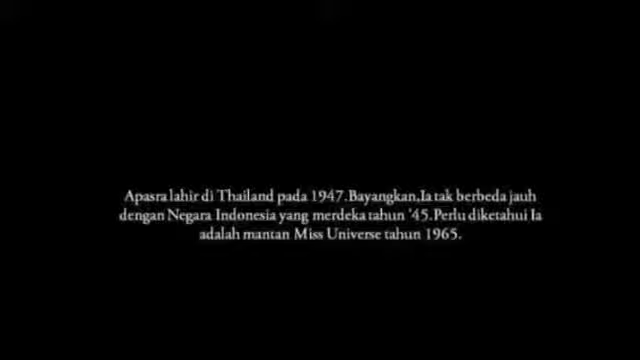 Apasra lahir di Thailand pada 1947.Bayangkan,Ia tak berbeda jauh
dengan Negara Indonesia yang merdeka tahun '45.Perlu diketahui Ia
adalah mantan Miss Universe tahun 1965.